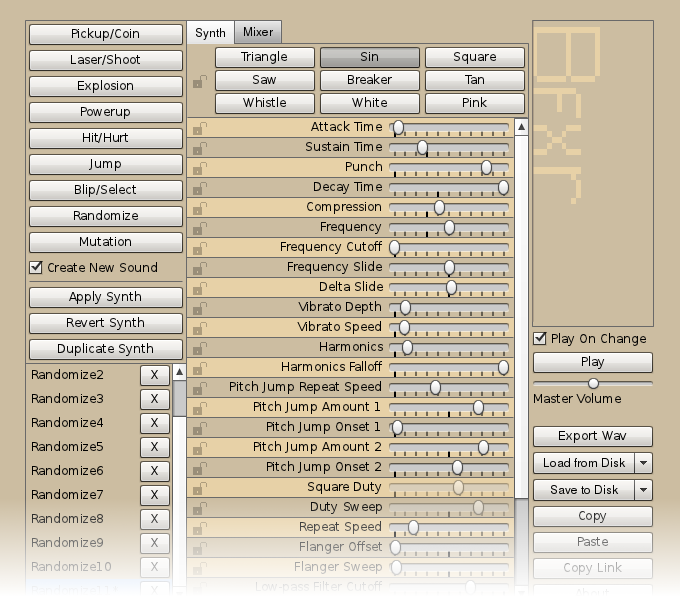 Pickup/Coin
Laser/Shoot
Explosion
Powerup
Hit/Hurt
Jump
Blip/Select
Randomize
Mutation
Create New Sound
Apply Synth
Revert Synth
Duplicate Synth
Randomize2 X
Randomize3 X
Randomize4 X
Randomize5 X
Randomize6 X
Randomize7 X
Randomize8 X
Randomize9 X
Randomize10 X
Synth Mixer
Triangle Sin Square
Saw Breaker Tan
Whistle White Pink
Attack Time
Sustain Time
Punch
Decay Time
Compression
Frequency
Frequency Cutoff
Frequency Slide
Delta Slide
Vibrato Depth
Vibrato Speed
Harmonics
Harmonics Falloff
Pitch Jump Repeat Speed
Pitch Jump Amount 1
Pitch Jump Onset 1
Pitch Jump Amount 2
Pitch Jump Onset 2
Square Duty
Duty Sweep
Repeat Speed
Flanger Offset
Flanger Sweep
Low-pass Filter Cutoff
BFXr
Play On Change
Play
Master Volume
Export Wav
Load from Disk
Save to Disk
Copy
Paste
Copy Link